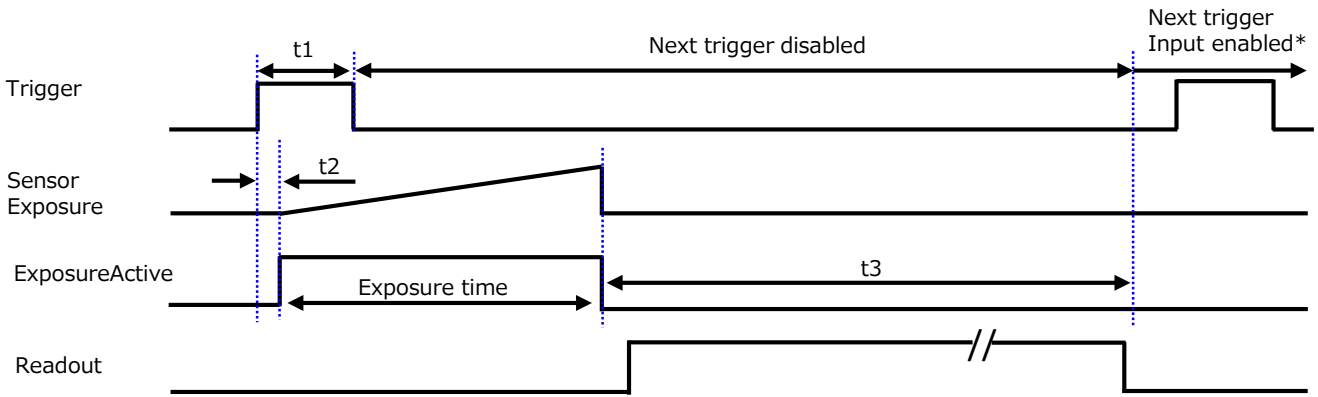 Next trigger
Input enabled*
t1
Next trigger disabled
Trigger
t2
Sensor
Exposure
ExposureActive
Exposure time
t3
Readout